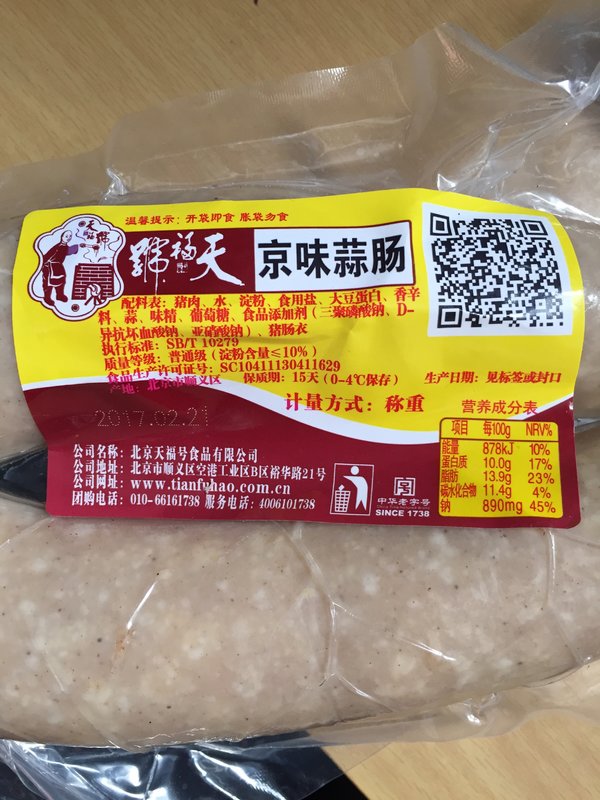 温馨提示: 开袋即食 胀袋勿食
天福號
號福天
京味蒜肠
配料表: 猪肉、水、淀粉、食用盐、大豆蛋白、香辛
料、蒜、味精、葡萄糖、食品添加剂 (三聚磷酸钠、D-
异抗坏血酸钠、亚硝酸钠)、猪肠衣
执行标准: SB/T 10279
质量等级: 普通级 (淀粉含量≤10%)
食品生产许可证号: SC10411130411629
产地: 北京市顺义区 保质期: 15天 (0-4℃保存) 生产日期: 见标签或封口
计量方式: 称重
2017.02.21
营养成分表
项目 每100g NRV%
能量 878kJ 10%
蛋白质 10.0g 17%
脂肪 13.9g 23%
碳水化合物 11.4g 4%
钠 890mg 45%
公司名称: 北京天福号食品有限公司
公司地址: 北京市顺义区空港工业区B区裕华路21号
公司网址: www.tianfuhao.com.cn
团购电话: 010-66161738 服务电话: 4006101738
中华老字号
SINCE 1738